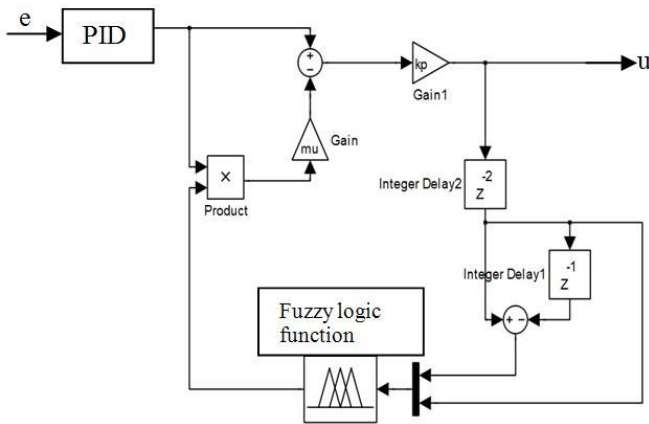 e
PID
+
−
kp
u
Gain1
mu
Gain
X
Product
-2
Z
Integer Delay2
-1
Z
Integer Delay1
+ −
Fuzzy logic
function